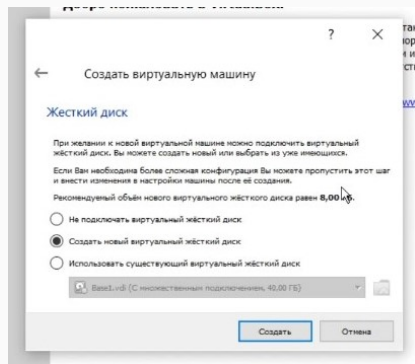 ?
Создать виртуальную машину
Жесткий диск
При желании к новой виртуальной машине можно подключить виртуальный
жёсткий диск. Вы можете создать новый или выбрать из уже имеющихся.
Если Вам необходима более сложная конфигурация Вы можете пропустить этот шаг
и внести изменения в настройки машины после её создания.
Рекомендуемый объём нового виртуального жёсткого диска равен 8,00 ГБ.
Не подключать виртуальный жёсткий диск
Создать новый виртуальный жёсткий диск
Использовать существующий виртуальный жёсткий диск
Base1.vdi (С множественным подключением, 40,00 ГБ)
Создать
Отмена